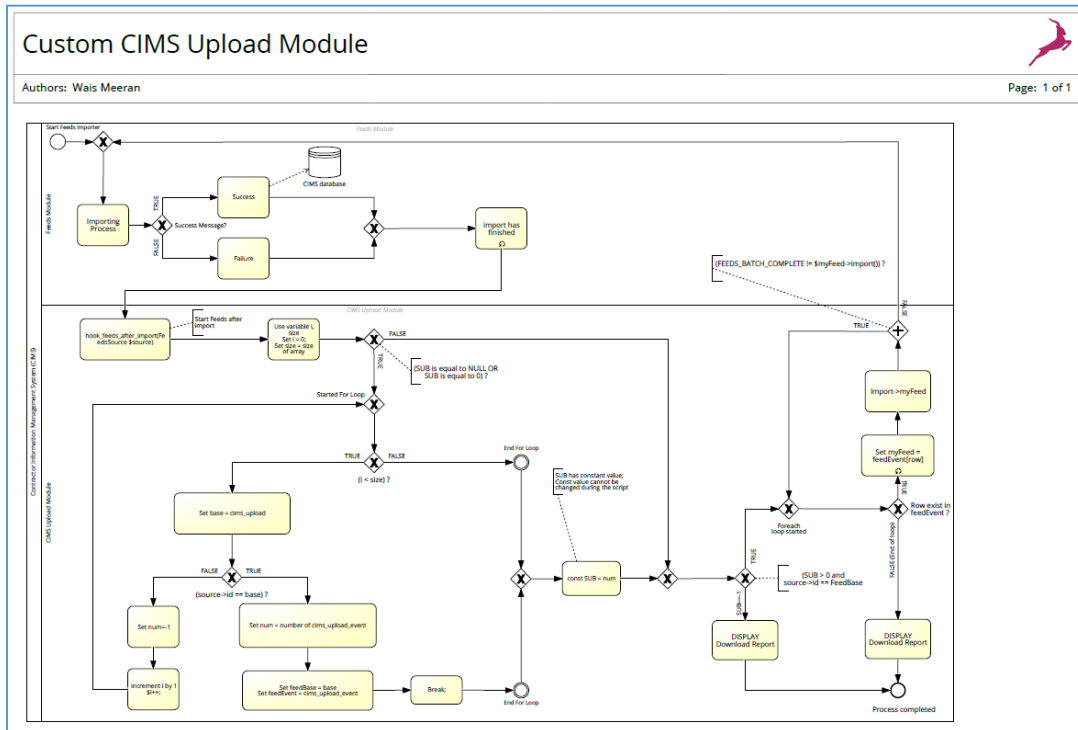 Custom CIMS Upload Module
Authors: Wais Meeran
Page: 1 of 1
Start Feeds Importer
Feeds Module
CIMS database
Feeds Module
Importing
Process
TRUE
Success Message?
FALSE
Success
Failure
Import has
finished
(FEEDS_BATCH_COMPLETE != $myFeed->import()) ?
Contractor Information Management System (CIMS)
CIMS Upload Module
CIMS Upload Module
hook_feeds_after_import(Fe
edsSource $source)
Start Feeds after
import
Use variable i,
size
Set i = 0;
Set size = size
of array
FALSE
TRUE
(SUB is equal to NULL OR
SUB is equal to 0) ?
Started For Loop
TRUE
FALSE
(i < size) ?
End For Loop
Set base = cims_upload
FALSE
TRUE
(source->id == base) ?
Set num=-1
increment i by 1
$i++;
Set num = number of cims_upload_event
Set feedBase = base
Set feedEvent = cims_upload_event
Break;
End For Loop
SUB has constant value;
Const value cannot be
changed during the script
const SUB = num
TRUE
SUB==-1
(SUB > 0 and
source->id == FeedBase
DISPLAY
Download Report
Foreach
loop started
TRUE
FALSE
Import->myFeed
Set myFeed =
feedEvent[row]
TRUE
Row exist in
feedEvent ?
FALSE (End of loop)
DISPLAY
Download Report
Process completed